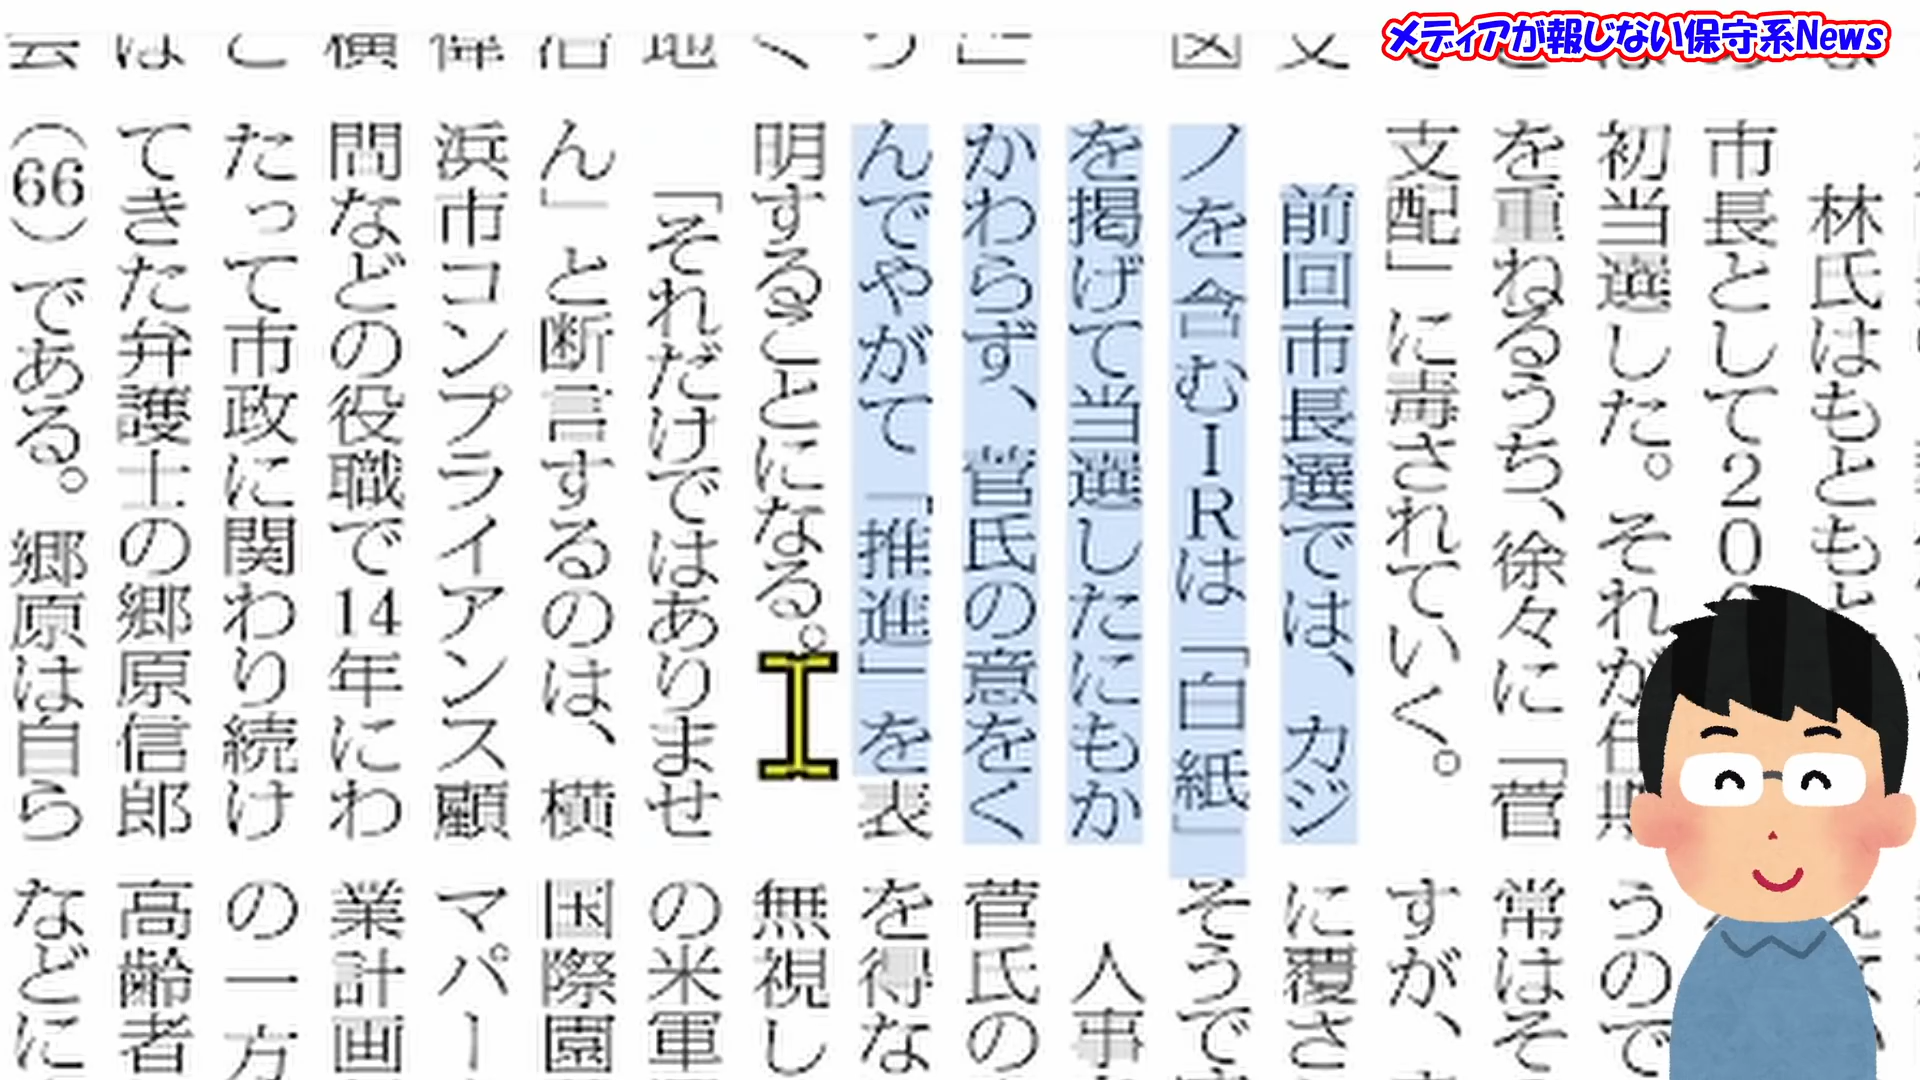 メディアが報じない保守系News
林氏はもともと
市長として20
初当選した。それが任期
を重ねるうち、徐々に「菅
支配」に毒されていく。
前回市長選では、カジ
ノを含むIRは「白紙」
を掲げて当選したにもか
かわらず、菅氏の意をく
んでやがて「推進」を表
明することになる。
「それだけではありませ
ん」と断言するのは、横
浜市コンプライアンス顧
問などの役職で14年にわ
たって市政に関わり続け
てきた弁護士の郷原信郎
(66)である。郷原は自ら
うので
常はそ
すが、
に覆さ
そうで
人事
菅氏の
を得な
無視し
の米軍
国際園
マパー
業計画
の一方
高齢者
などに